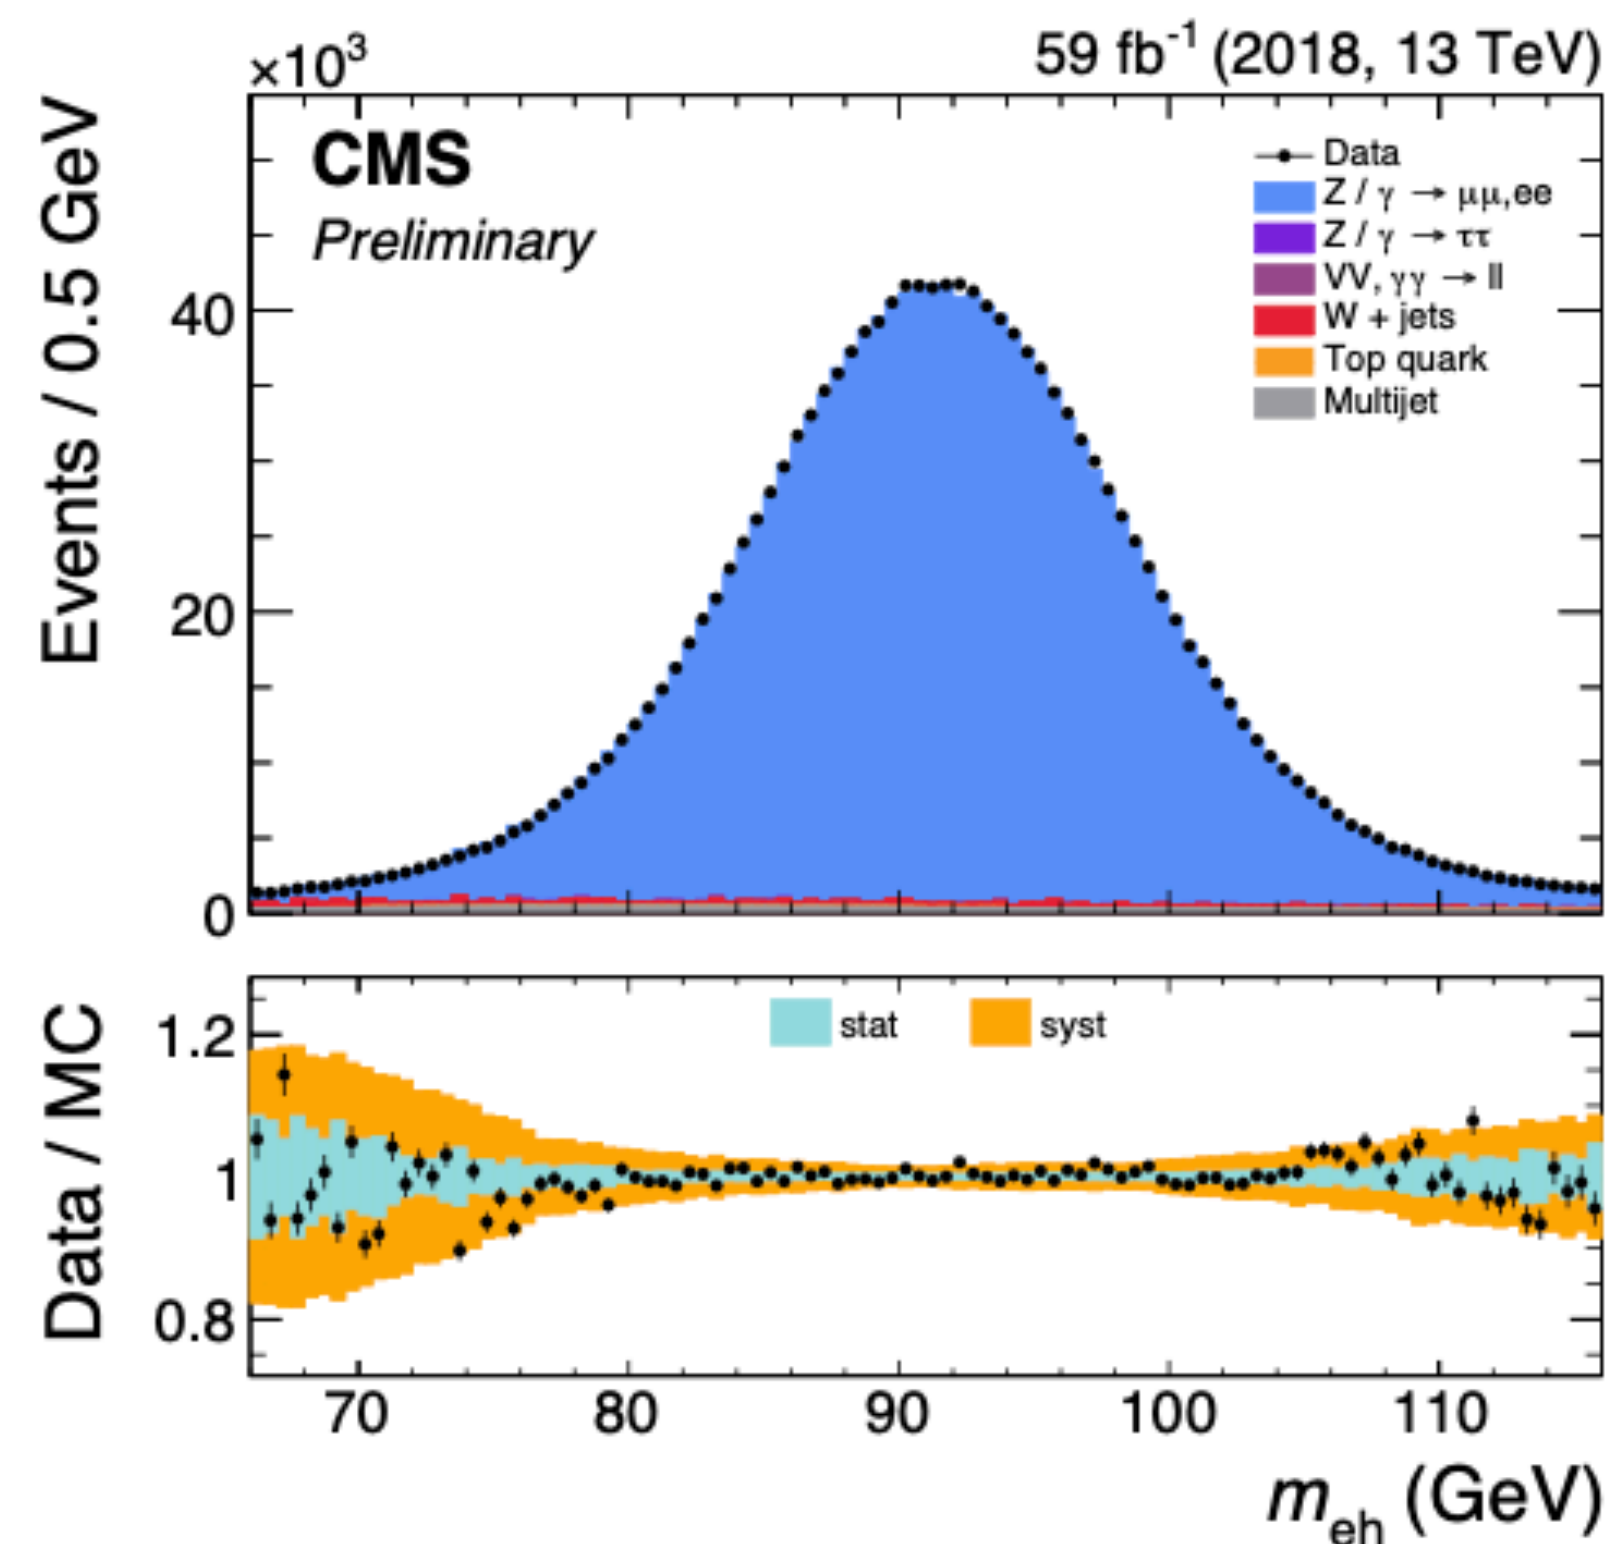 ×10³
59 fb⁻¹ (2018, 13 TeV)
CMS
Preliminary
Data
Z / γ → μμ,ee
Z / γ → ττ
VV, γγ → ll
W + jets
Top quark
Multijet
Events / 0.5 GeV
40
20
0
stat
syst
Data / MC
1.2
1
0.8
70 80 90 100 110
m_eh (GeV)